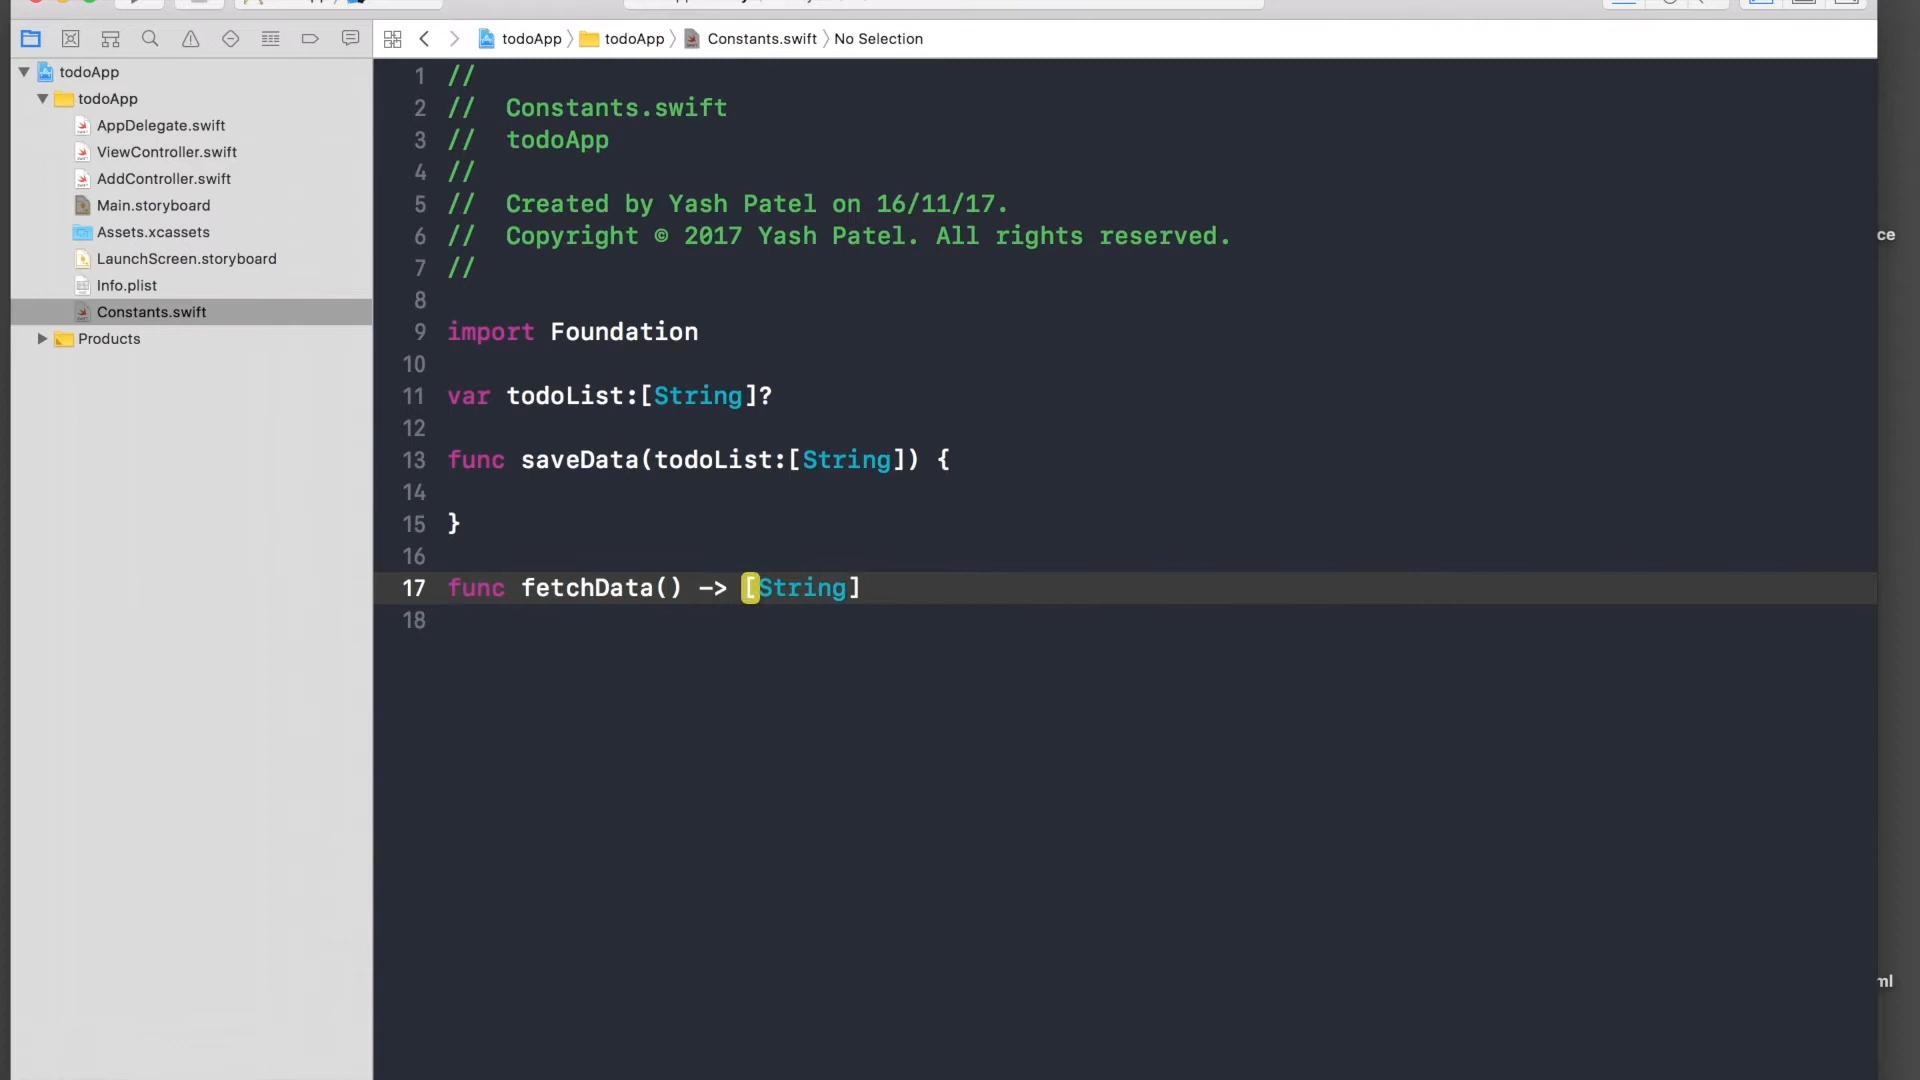 todoApp 〉 todoApp 〉 Constants.swift 〉 No Selection
todoApp
todoApp
AppDelegate.swift
ViewController.swift
AddController.swift
Main.storyboard
Assets.xcassets
LaunchScreen.storyboard
Info.plist
Constants.swift
Products
1 //
2 // Constants.swift
3 // todoApp
4 //
5 // Created by Yash Patel on 16/11/17.
6 // Copyright © 2017 Yash Patel. All rights reserved.
7 //
8
9 import Foundation
10
11 var todoList:[String]?
12
13 func saveData(todoList:[String]) {
14
15 }
16
17 func fetchData() -> [String]
18
ce
ml